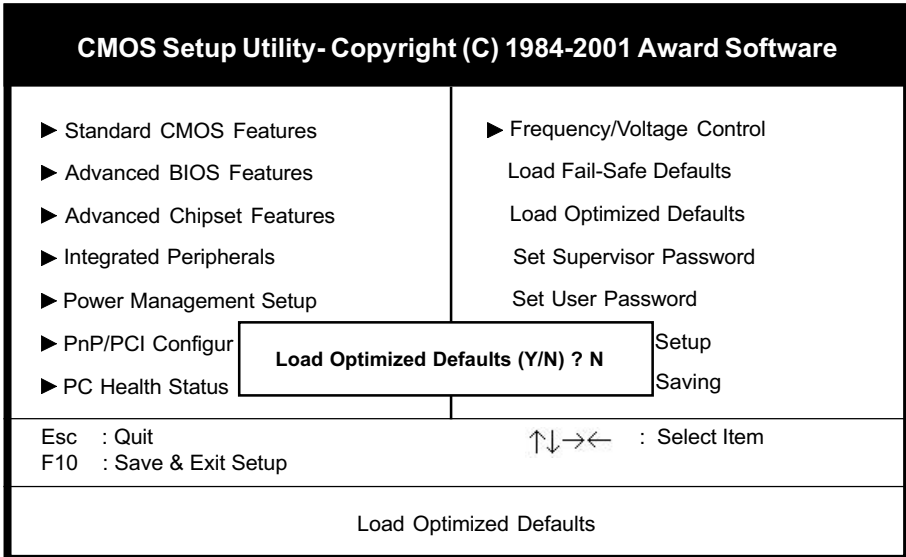 CMOS Setup Utility- Copyright (C) 1984-2001 Award Software
▶ Standard CMOS Features
▶ Advanced BIOS Features
▶ Advanced Chipset Features
▶ Integrated Peripherals
▶ Power Management Setup
▶ PnP/PCI Configur
▶ PC Health Status
▶ Frequency/Voltage Control
Load Fail-Safe Defaults
Load Optimized Defaults
Set Supervisor Password
Set User Password
Setup
Saving
Load Optimized Defaults (Y/N) ? N
Esc : Quit
F10 : Save & Exit Setup
↑↓→← : Select Item
Load Optimized Defaults